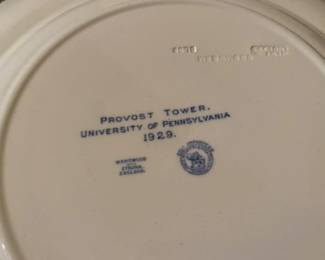 PROVOST TOWER.
UNIVERSITY OF PENNSYLVANIA
1929.
WEDGWOOD
ETRURIA.
ENGLAND.